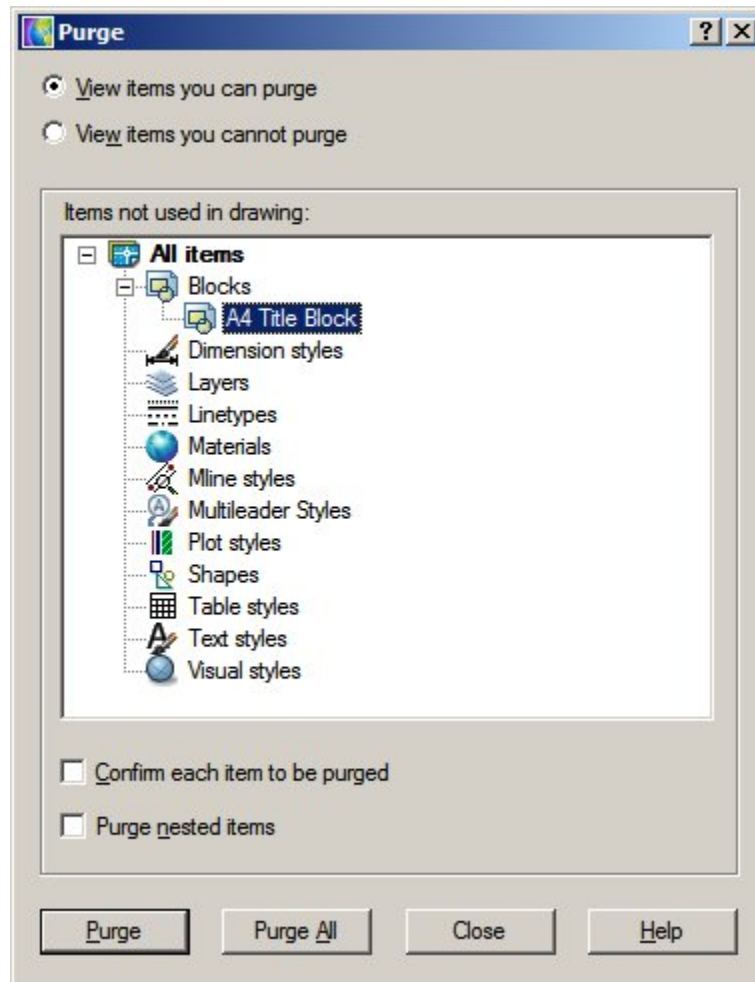 Purge
View items you can purge
View items you cannot purge
Items not used in drawing:
All items
Blocks
A4 Title Block
Dimension styles
Layers
Linetypes
Materials
Mline styles
Multileader Styles
Plot styles
Shapes
Table styles
Text styles
Visual styles
Confirm each item to be purged
Purge nested items
Purge Purge All Close Help